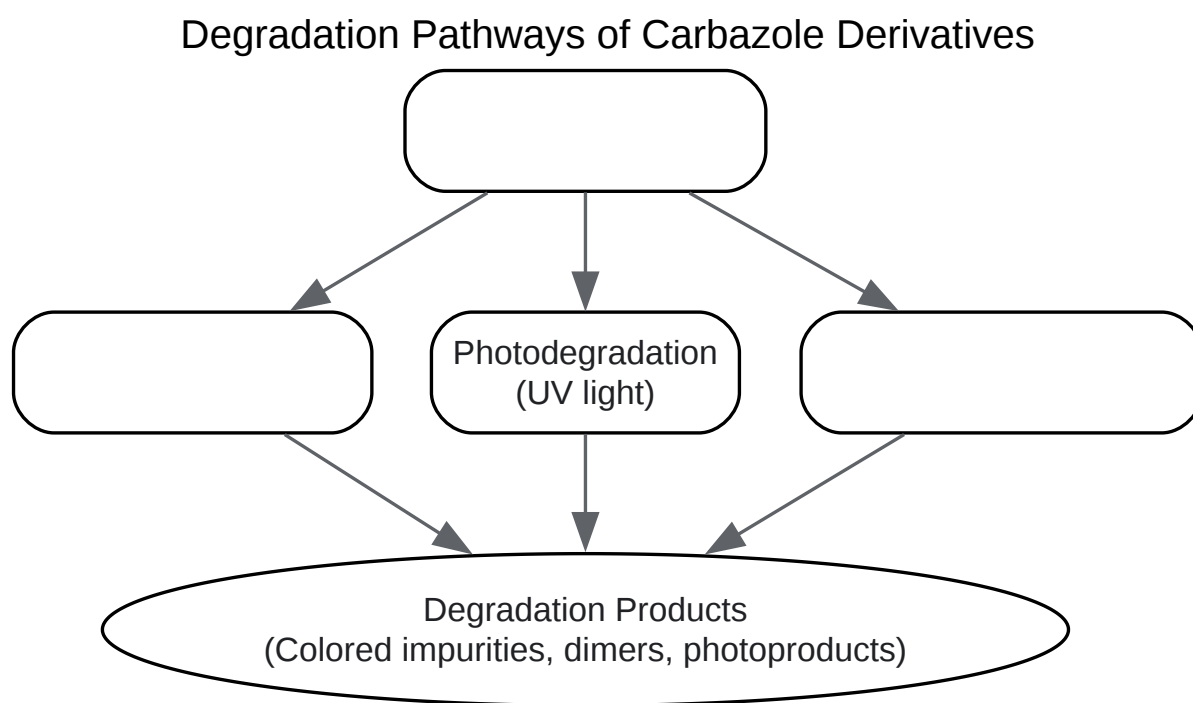 Degradation Pathways of Carbazole Derivatives
Photodegradation
(UV light)
Degradation Products
(Colored impurities, dimers, photoproducts)